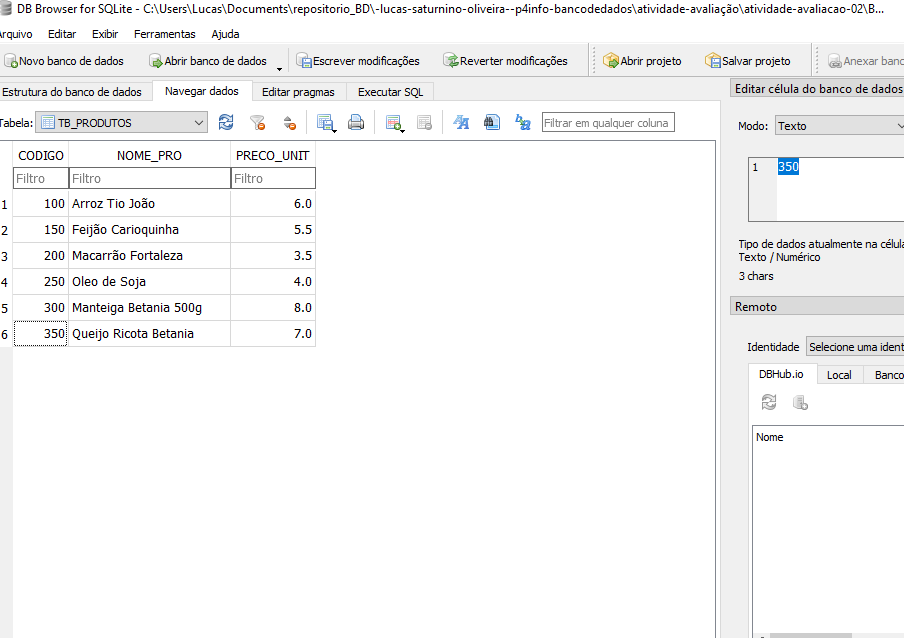 DB Browser for SQLite - C:\Users\Lucas\Documents\repositorio_BD\-lucas-saturnino-oliveira--p4info-bancodedados\atividade-avaliação\atividade-avaliacao-02\B...
rquivo Editar Exibir Ferramentas Ajuda
Novo banco de dados Abrir banco de dados Escrever modificações Reverter modificações Abrir projeto Salvar projeto Anexar banc
Estrutura do banco de dados Navegar dados Editar pragmas Executar SQL
Tabela: TB_PRODUTOS Filtrar em qualquer coluna
CODIGO NOME_PRO PRECO_UNIT
Filtro Filtro Filtro
1 100 Arroz Tio João 6.0
2 150 Feijão Carioquinha 5.5
3 200 Macarrão Fortaleza 3.5
4 250 Oleo de Soja 4.0
5 300 Manteiga Betania 500g 8.0
6 350 Queijo Ricota Betania 7.0
Editar célula do banco de dados
Modo: Texto
1 350
Tipo de dados atualmente na célula
Texto / Numérico
3 chars
Remoto
Identidade Selecione uma ident
DBHub.io Local Banco
Nome